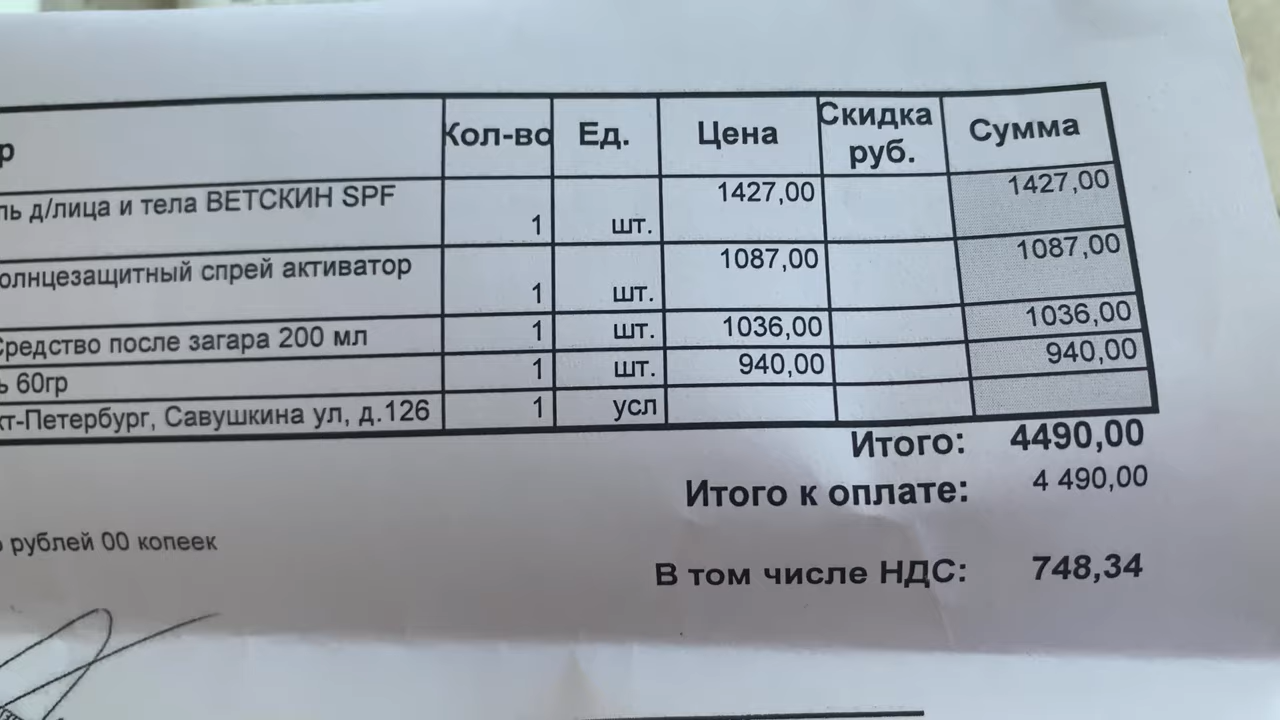 Кол-во Ед. Цена Скидка руб. Сумма
д/лица и тела ВЕТСКИН SPF 1 шт. 1427,00 1427,00
солнцезащитный спрей активатор 1 шт. 1087,00 1087,00
Средство после загара 200 мл 1 шт. 1036,00 1036,00
60гр 1 шт. 940,00 940,00
кт-Петербург, Савушкина ул, д.126 1 усл
Итого: 4490,00
Итого к оплате: 4 490,00
рублей 00 копеек
В том числе НДС: 748,34